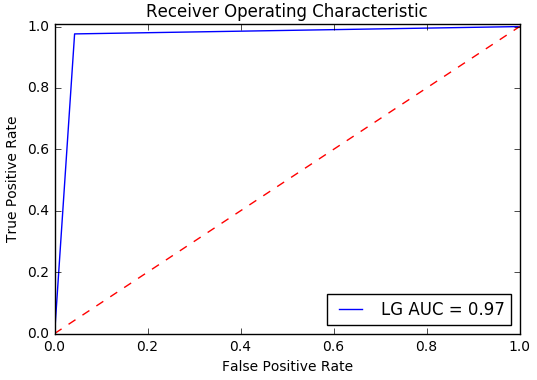 Receiver Operating Characteristic
1.0
0.8
0.6
0.4
0.2
0.0
True Positive Rate
LG AUC = 0.97
0.0 0.2 0.4 0.6 0.8 1.0
False Positive Rate